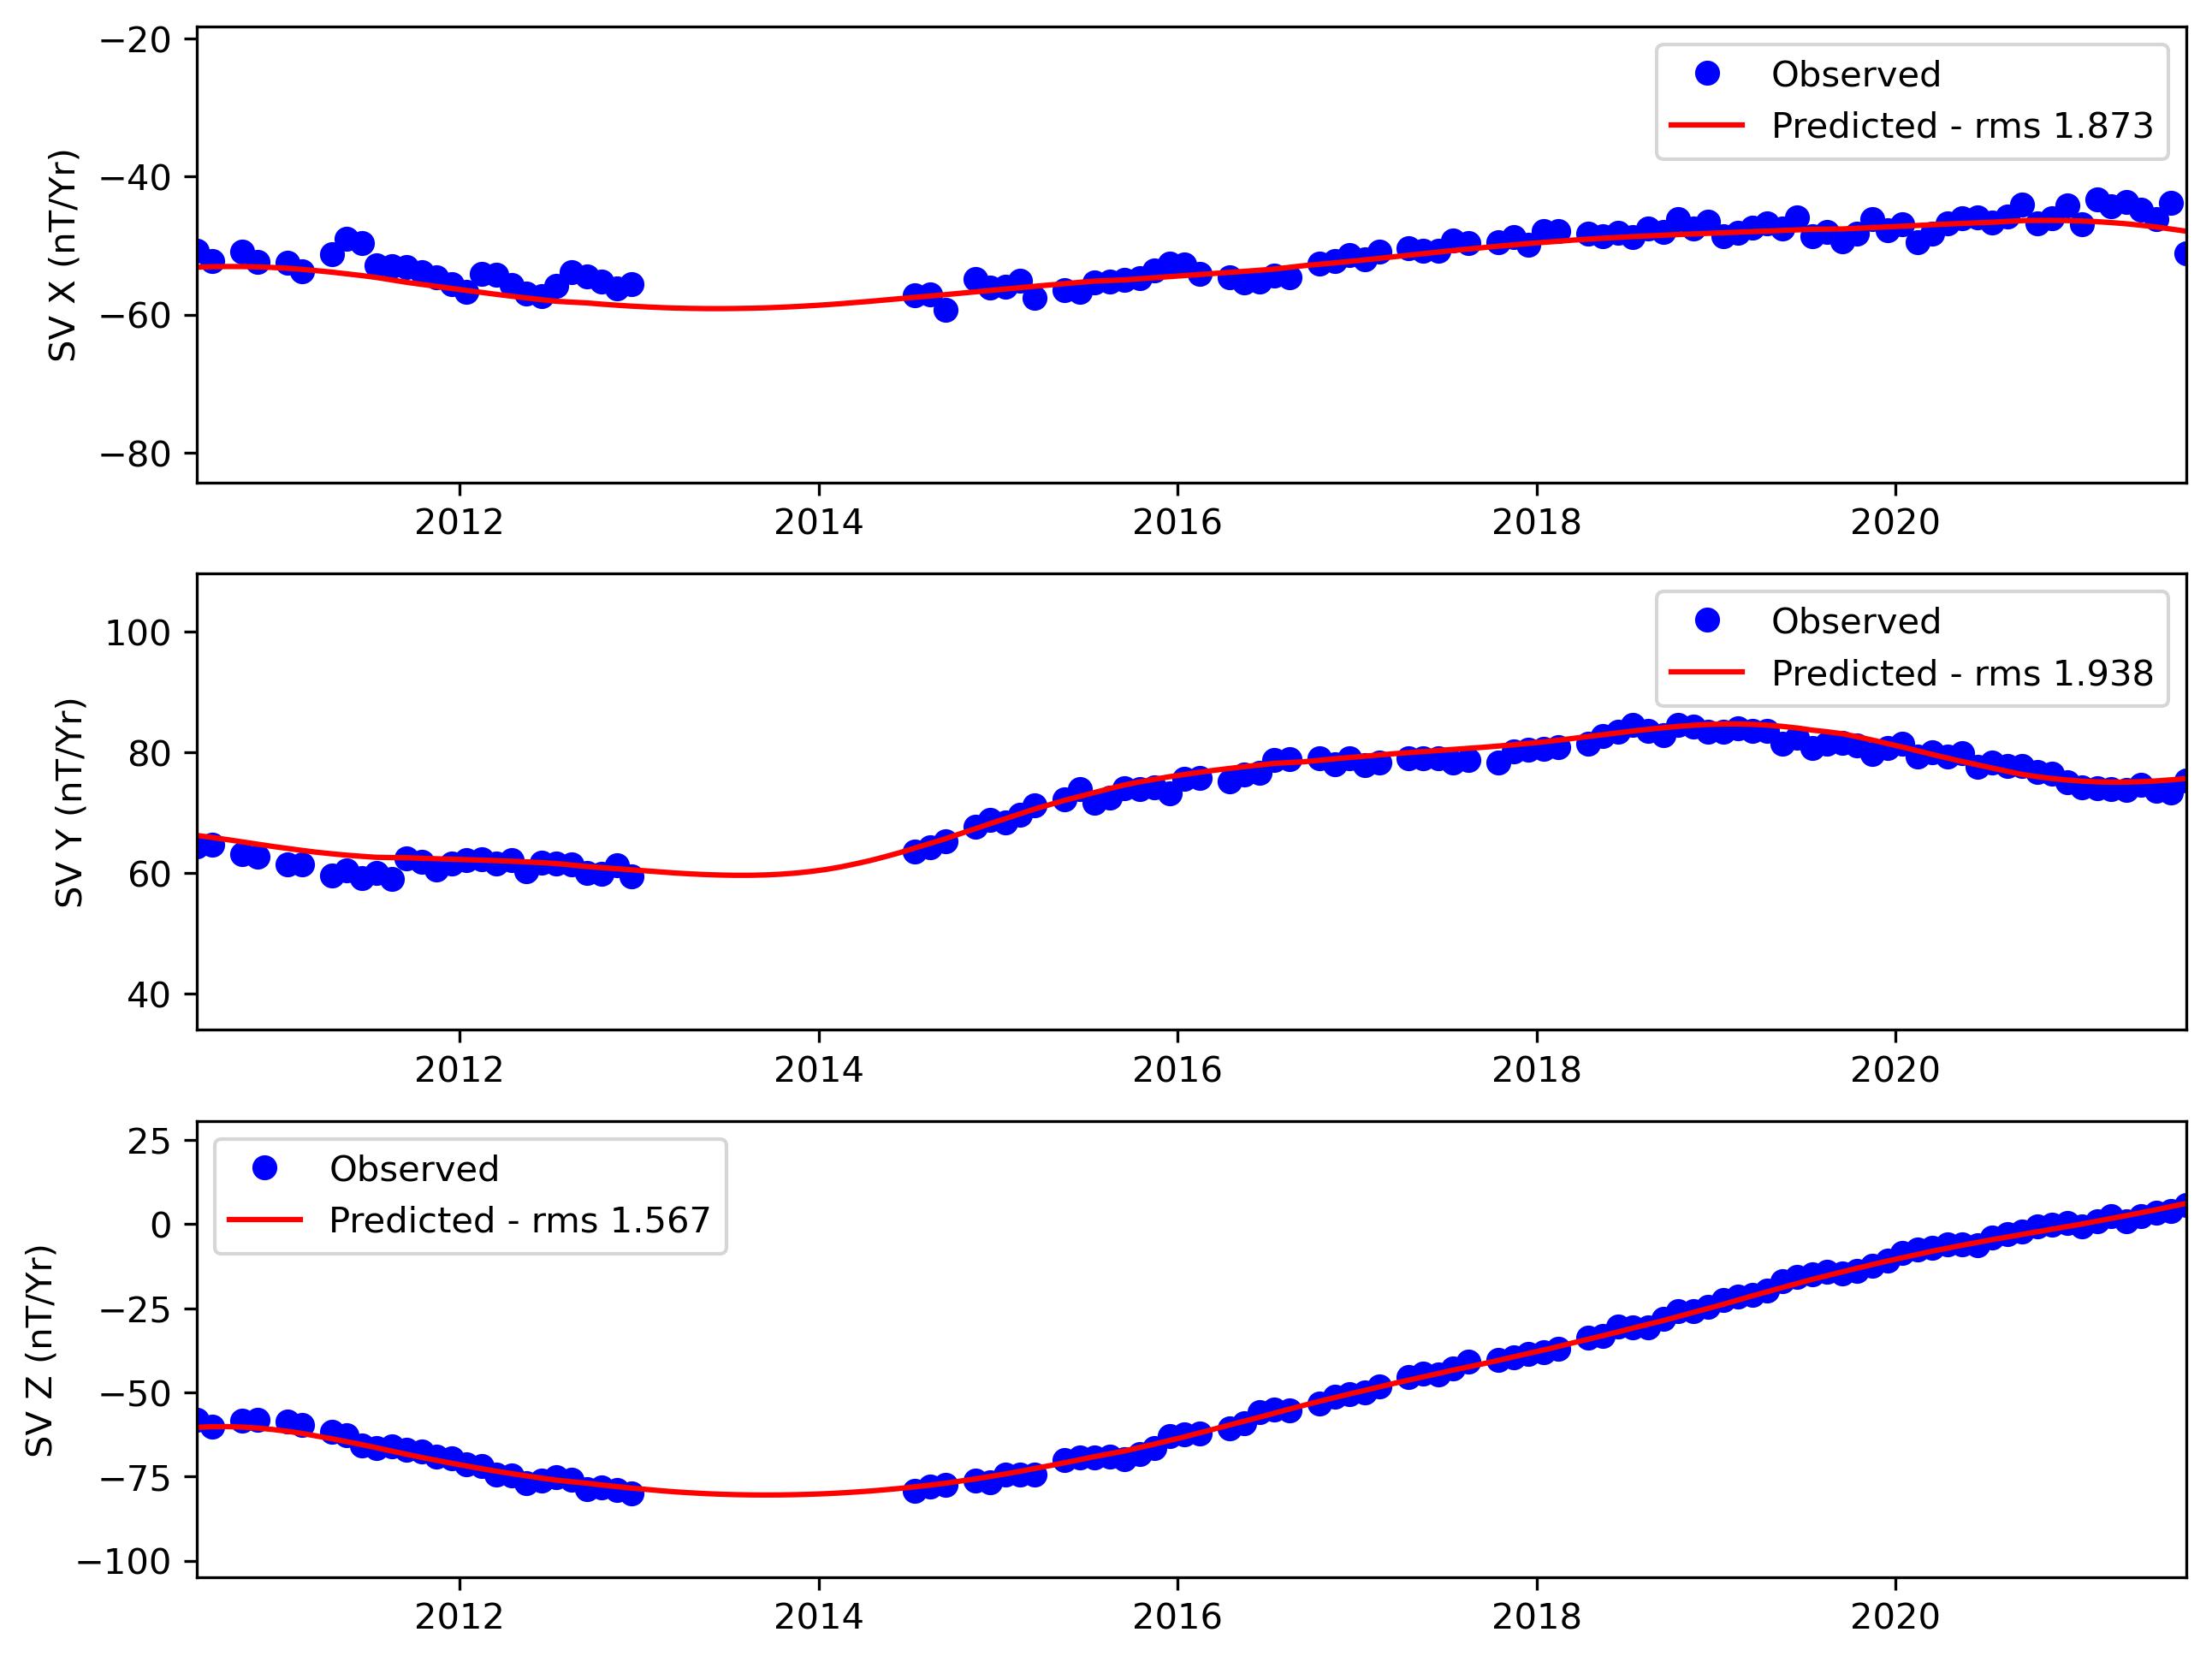 −20
−40
−60
−80
SV X (nT/Yr)
Observed
Predicted - rms 1.873
2012 2014 2016 2018 2020
100
80
60
40
SV Y (nT/Yr)
Observed
Predicted - rms 1.938
2012 2014 2016 2018 2020
25
0
−25
−50
−75
−100
SV Z (nT/Yr)
Observed
Predicted - rms 1.567
2012 2014 2016 2018 2020